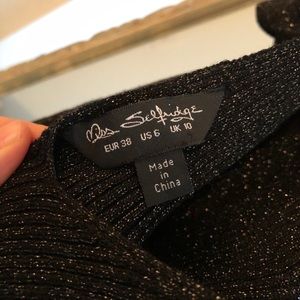 Miss Selfridge
EUR 38 US 6 UK 10
Made in
China